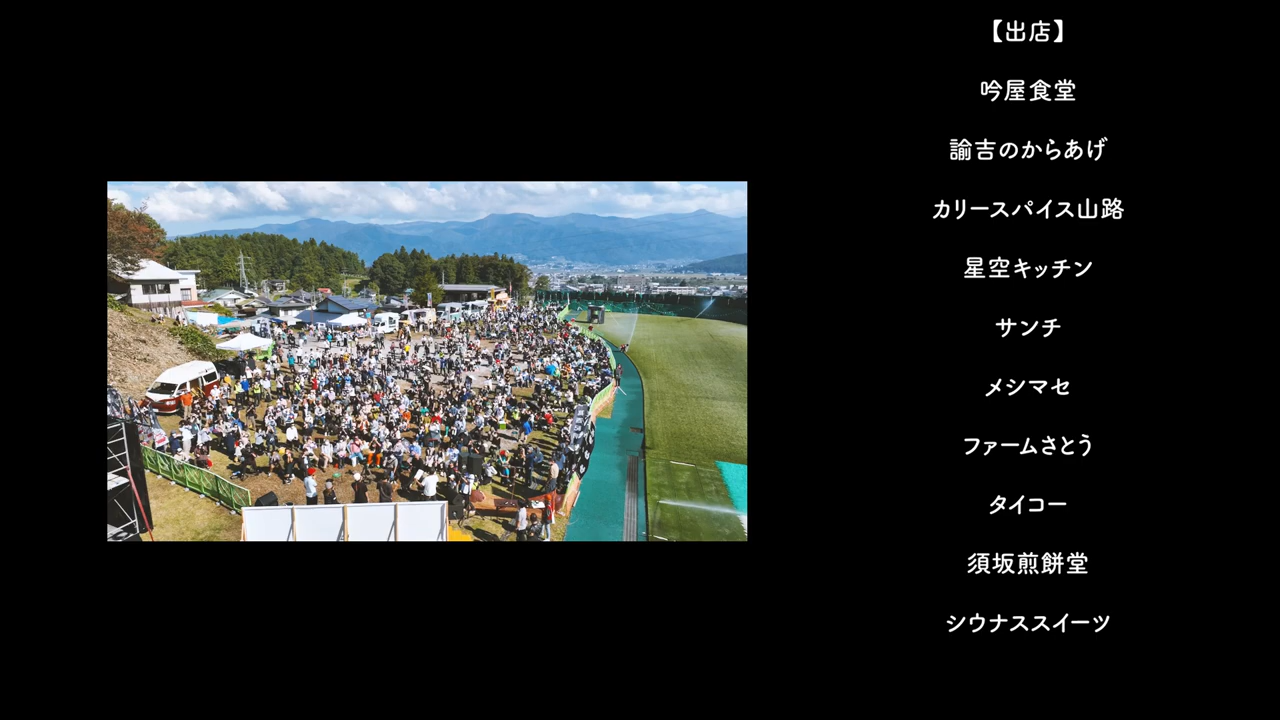 【出店】
吟屋食堂
諭吉のからあげ
カリースパイス山路
星空キッチン
サンチ
メシマセ
ファームさとう
タイコー
須坂煎餅堂
シウナススイーツ